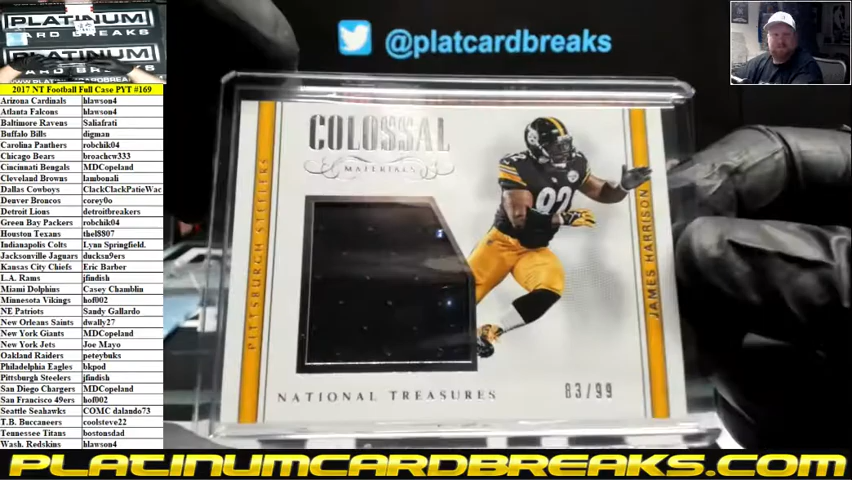 PLATINUM
CARD BREAKS
PLATINUM
CARD BREAKS
@platcardbreaks
2017 NT Football Full Case PYT #169
Arizona Cardinals hlawson4
Atlanta Falcons hlawson4
Baltimore Ravens Saliafrati
Buffalo Bills digman
Carolina Panthers robchik04
Chicago Bears broachcw333
Cincinnati Bengals MDCopeland
Cleveland Browns lambonali
Dallas Cowboys ClackClackPatieWac
Denver Broncos corey0o
Detroit Lions detroitbreakers
Green Bay Packers robchik04
Houston Texans thel8807
Indianapolis Colts Lynn Springfield.
Jacksonville Jaguars ducksn9ers
Kansas City Chiefs Eric Barber
L.A. Rams jfindish
Miami Dolphins Casey Chamblin
Minnesota Vikings hof002
NE Patriots Sandy Gallardo
New Orleans Saints dwally27
New York Giants MDCopeland
New York Jets Joe Mayo
Oakland Raiders peteybuks
Philadelphia Eagles bkpod
Pittsburgh Steelers jfindish
San Diego Chargers MDCopeland
San Francisco 49ers hof002
Seattle Seahawks COMC dalando73
T.B. Buccaneers coolsteve22
Tennessee Titans bostonsdad
Wash. Redskins hlawson4
COLOSSAL
MATERIALS
PITTSBURGH STEELERS
92
92
JAMES HARRISON
NATIONAL TREASURES
83/99
PLATINUMCARDBREAKS.COM